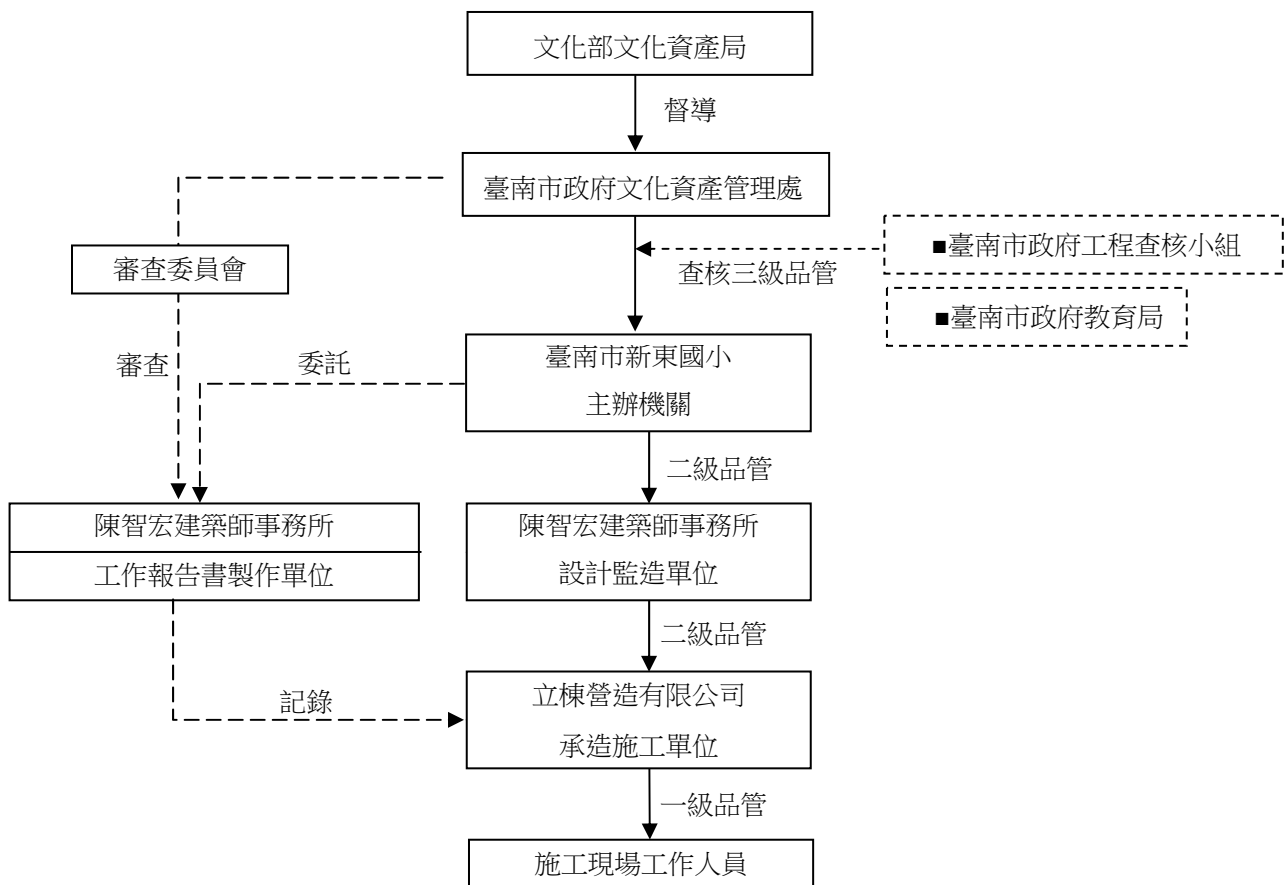 文化部文化資產局
督導
臺南市政府文化資產管理處
■臺南市政府工程查核小組
審查委員會
查核三級品管
■臺南市政府教育局
臺南市新東國小
審查
委託
主辦機關
二級品管
陳智宏建築師事務所
工作報告書製作單位
陳智宏建築師事務所
設計監造單位
二級品管
記錄
立棟營造有限公司
承造施工單位
一級品管
施工現場工作人員